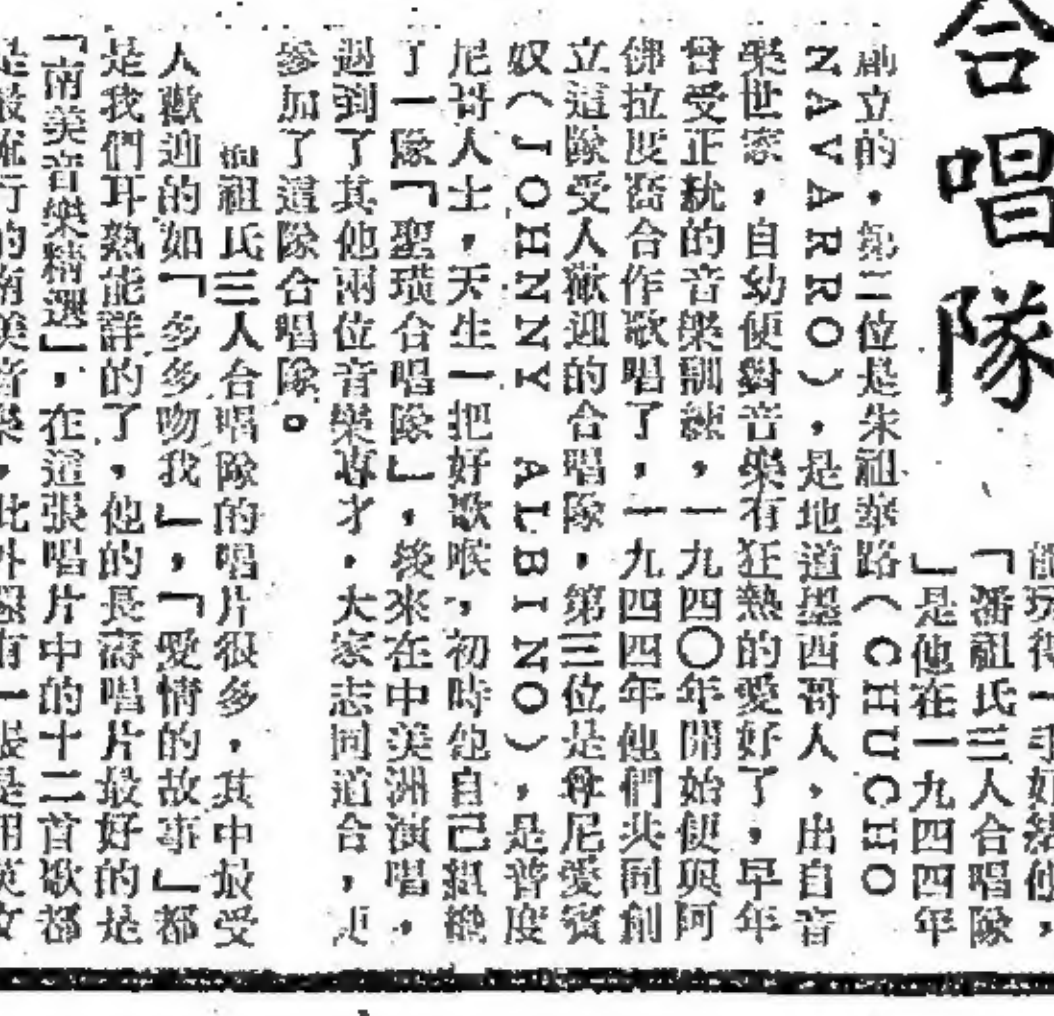 合唱隊
玩得一手好結他，
「潘祖氏三人合唱隊
」是他在一九四四年
創立的，第二位是朱祖華路（CHUCHO
NAVARRO），是地道墨西哥人，出自音
樂世家，自幼便對音樂有狂熱的愛好了，早年
曾受正統的音樂訓練，一九四〇年開始便與阿
佛拉度喬合作歌唱了，一九四四年他們共同創
立這隊受人歡迎的合唱隊，第三位是尊尼愛賓
奴（JOHNNY ALBINO），是普度
尼哥人士，天生一把好歌喉，初時他自己組織
了一隊「聖璜合唱隊」，後來在中美洲演唱，
遇到了其他兩位音樂專才，大家志同道合，更
參加了這隊合唱隊。
祖氏三人合唱隊的唱片很多，其中最受
人歡迎的如「多多吻我」，「愛情的故事」都
是我們耳熟能詳的了，他的長壽唱片最好的是
「南美音樂精選」，在這張唱片中的十二首歌都
是最流行的南美音樂，此外還有一張是用英文